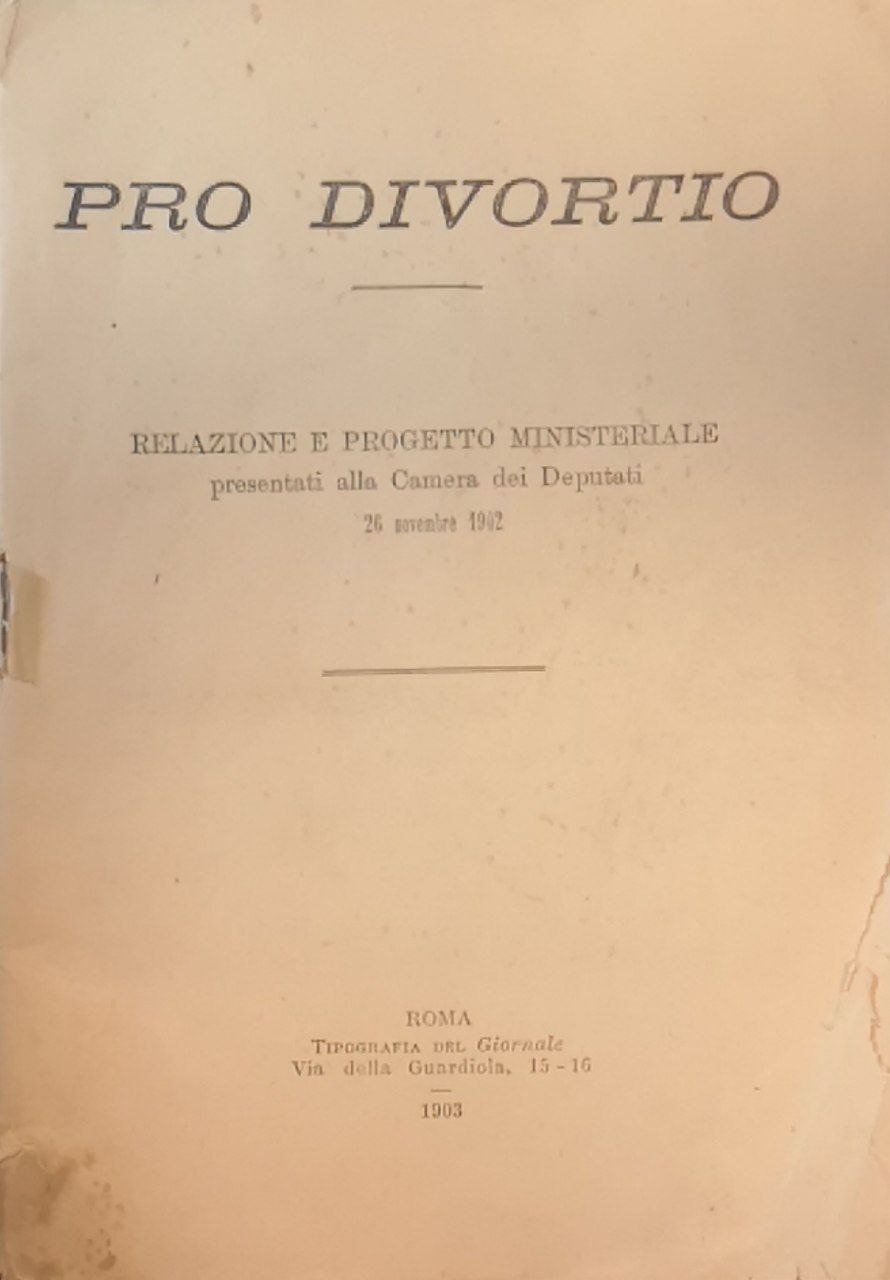 PRO DIVORTIO
RELAZIONE E PROGETTO MINISTERIALE
presentati alla Camera dei Deputati
26 novembre 1902
ROMA
TIPOGRAFIA DEL Giornale
Via della Guardiola, 15 - 16
1903